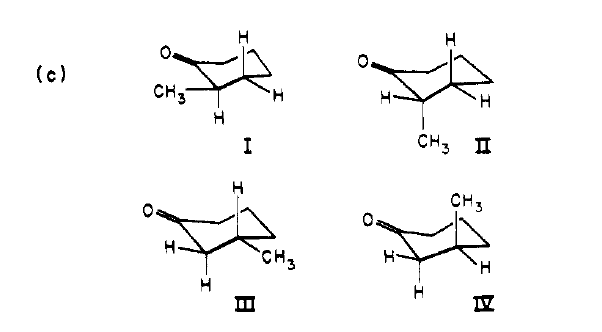 (c)
O H
CH₃ H
H
I
O H
H H
CH₃
II
O H
H CH₃
H
III
O CH₃
H H
H
IV